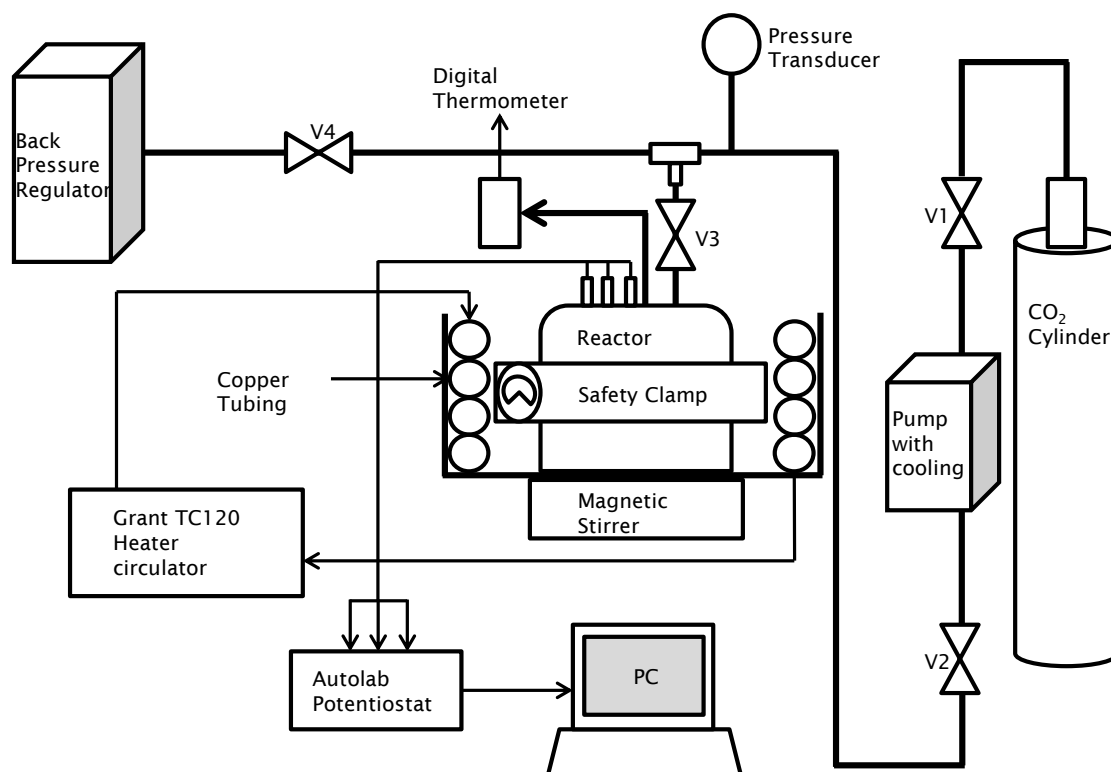 Pressure
Transducer
Digital
Thermometer
V4
Back
Pressure
Regulator
V1
V3
CO₂
Cylinder
Reactor
Copper
Tubing
Safety Clamp
Pump
with
cooling
Grant TC120
Heater
circulator
Magnetic
Stirrer
V2
Autolab
Potentiostat
PC